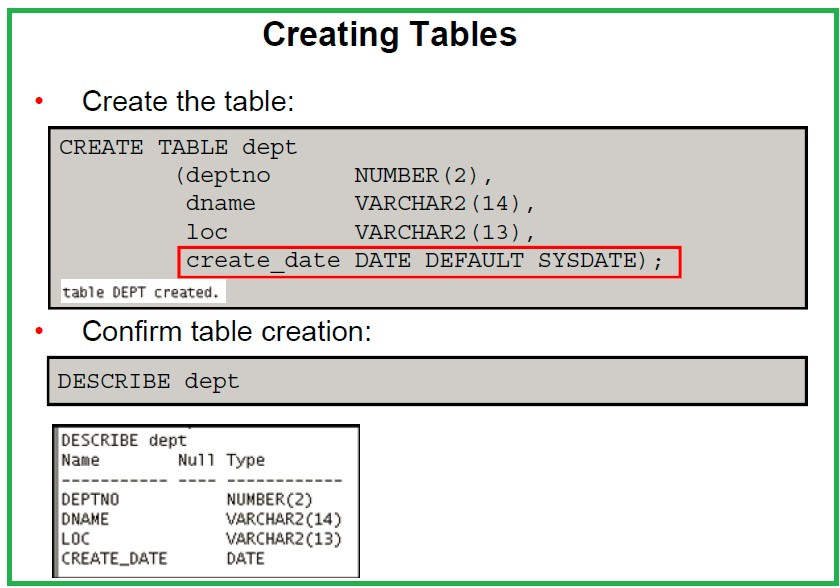 Creating Tables
• Create the table:
CREATE TABLE dept
(deptno NUMBER(2),
dname VARCHAR2(14),
loc VARCHAR2(13),
create_date DATE DEFAULT SYSDATE);
table DEPT created.
• Confirm table creation:
DESCRIBE dept
DESCRIBE dept
Name Null Type
----------- ---- ------------
DEPTNO NUMBER(2)
DNAME VARCHAR2(14)
LOC VARCHAR2(13)
CREATE_DATE DATE